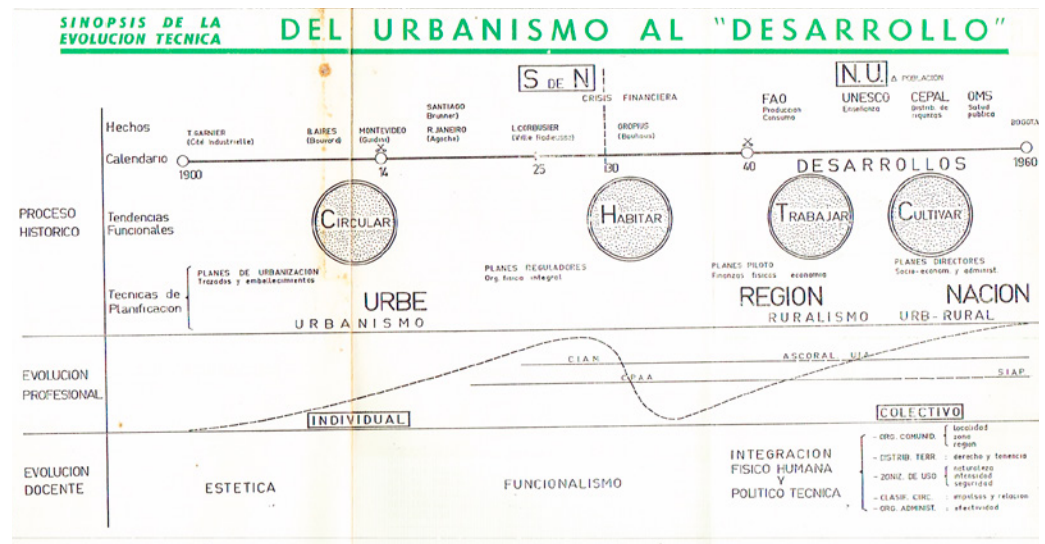 SINOPSIS DE LA
EVOLUCION TECNICA
DEL URBANISMO AL "DESARROLLO"
S DE N
CRISIS FINANCIERA
N.U. Δ POBLACION
Hechos
T. GARNIER
(Cité Industrielle)
B.AIRES
(Bouvard)
MONTEVIDEO
(Guidini)
SANTIAGO
(Brunner)
R.JANEIRO
(Agache)
L.CORBUSIER
(Ville Radieuse)
GROPIUS
(Bauhaus)
FAO
Produccion
Consumo
UNESCO
Enseñanza
CEPAL
Distrib. de
riquezas
OMS
Salud
publica
BOGOTA
Calendario
1900
14
25
30
40
1960
DESARROLLOS
PROCESO
HISTORICO
Tendencias
Funcionales
CIRCULAR
HABITAR
TRABAJAR
CULTIVAR
Tecnicas de
Planificacion
PLANES DE URBANIZACION
Trazados y embellecimientos
PLANES REGULADORES
Org. fisica integral
PLANES PILOTO
Finanzas fisicos economia
PLANES DIRECTORES
Socio-econom. y administ.
URBE
URBANISMO
REGION
RURALISMO
NACION
URB-RURAL
EVOLUCION
PROFESIONAL
CIAM
ASCORAL UIA
CPAA
SIAP
INDIVIDUAL
COLECTIVO
EVOLUCION
DOCENTE
ESTETICA
FUNCIONALISMO
INTEGRACION
FISICO HUMANA
Y
POLITICO TECNICA
- ORG. COMUNID.
localidad
zona
region
- DISTRIB. TERR. : derecho y tenencia
- ZONIZ. DE USO
naturaleza
intensidad
seguridad
- CLASIF. CIRC. : impulsos y relacion
- ORG. ADMINIST. : efectividad